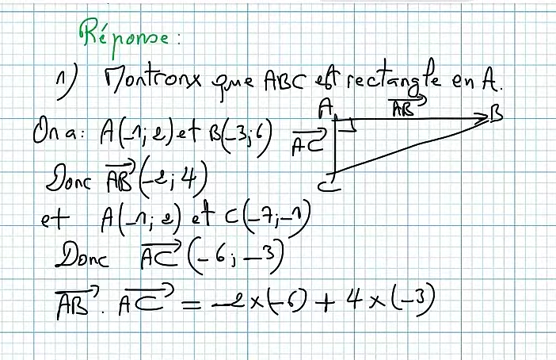 Réponse :
1) Montronx que ABC est rectangle en A.
A AB B
On a : A(-1; 2) et B(-3; 6) AC
Donc AB(-2; 4) C
et A(-1; 2) et C(-7; -1)
Donc AC(-6; -3)
AB . AC = -2×(-6) + 4×(-3)